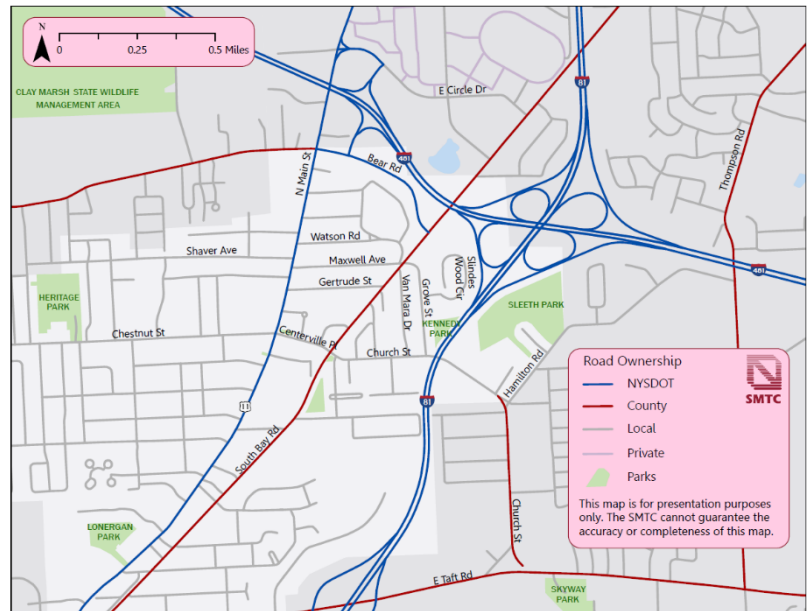 N
0 0.25 0.5 Miles
CLAY MARSH STATE WILDLIFE
MANAGEMENT AREA
E Circle Dr
81
Thompson Rd
481
Bear Rd
N Main St
Watson Rd
Shaver Ave
Maxwell Ave
Gertrude St
Van Mara Dr
Grove St
Slindes
Wood Cir
481
HERITAGE
PARK
SLEETH PARK
KENNEDY
PARK
Chestnut St
Centerville Pl
Church St
Hamilton Rd
81
11
South Bay Rd
Road Ownership
NYSDOT
County
Local
Private
Parks
SMTC
This map is for presentation purposes
only. The SMTC cannot guarantee the
accuracy or completeness of this map.
LONERGAN
PARK
Church St
E Taft Rd
SKYWAY
PARK